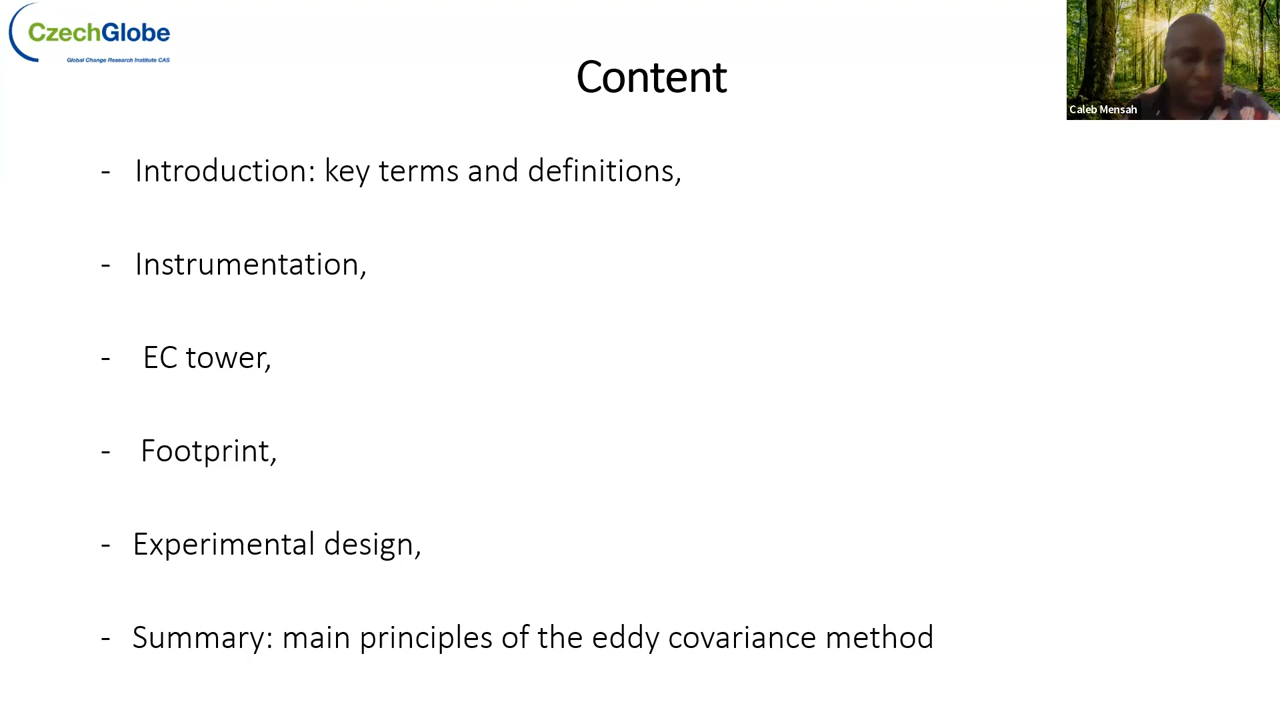 CzechGlobe
Global Change Research Institute CAS
Content
Caleb Mensah
- Introduction: key terms and definitions,
- Instrumentation,
- EC tower,
- Footprint,
- Experimental design,
- Summary: main principles of the eddy covariance method